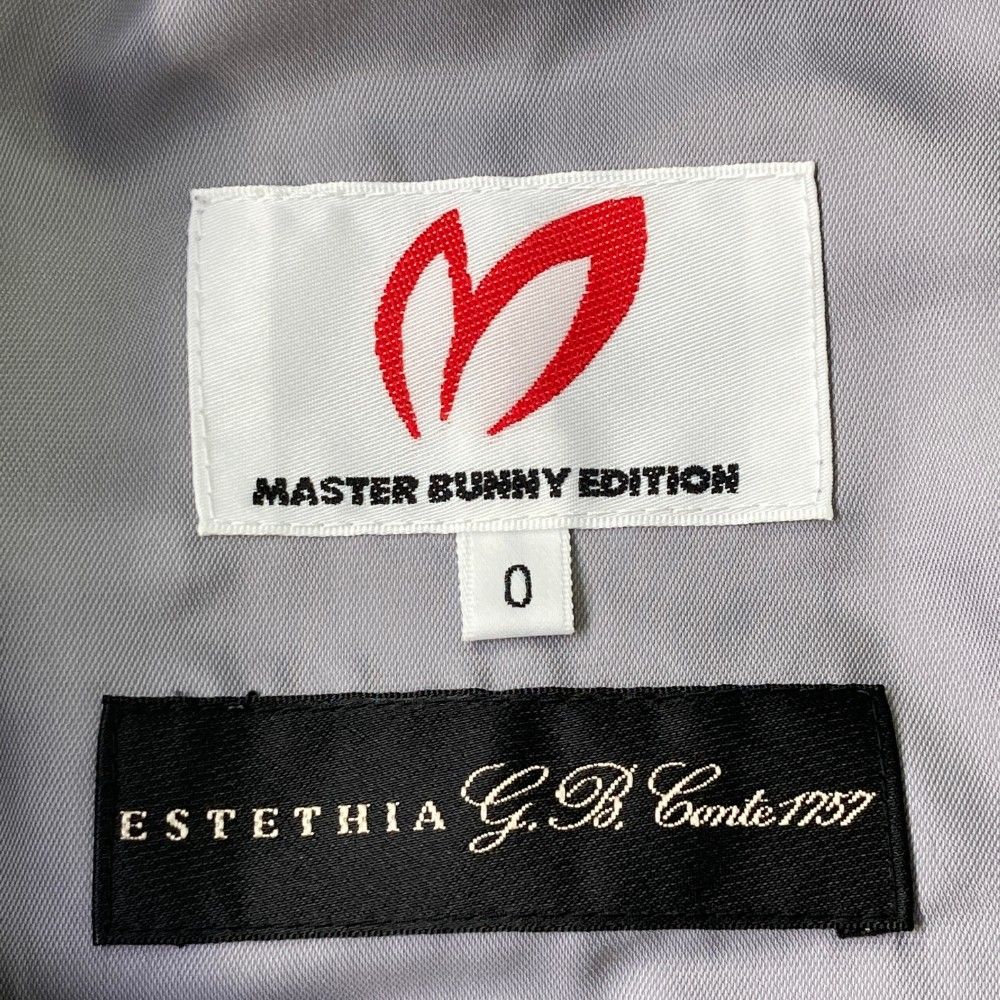 MASTER BUNNY EDITION
0
ESTETHIA G.B. Conte 1757